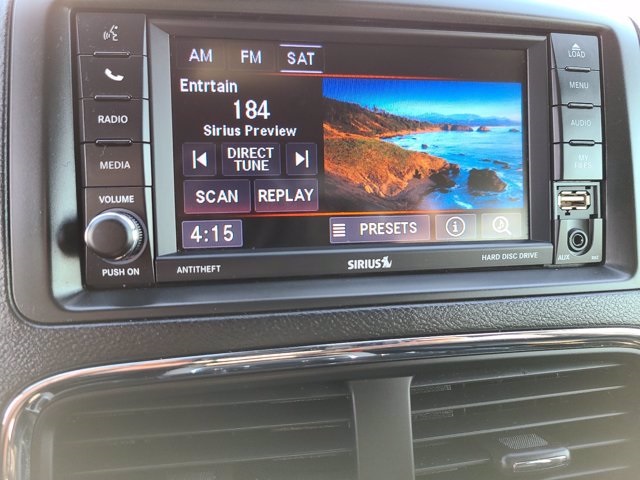 AM FM SAT
Entrtain
184
Sirius Preview
DIRECT
TUNE
SCAN REPLAY
4:15 PRESETS
RADIO
MEDIA
VOLUME
PUSH ON
ANTITHEFT
SIRIUS
HARD DISC DRIVE
LOAD
MENU
AUDIO
MY
FILES
AUX